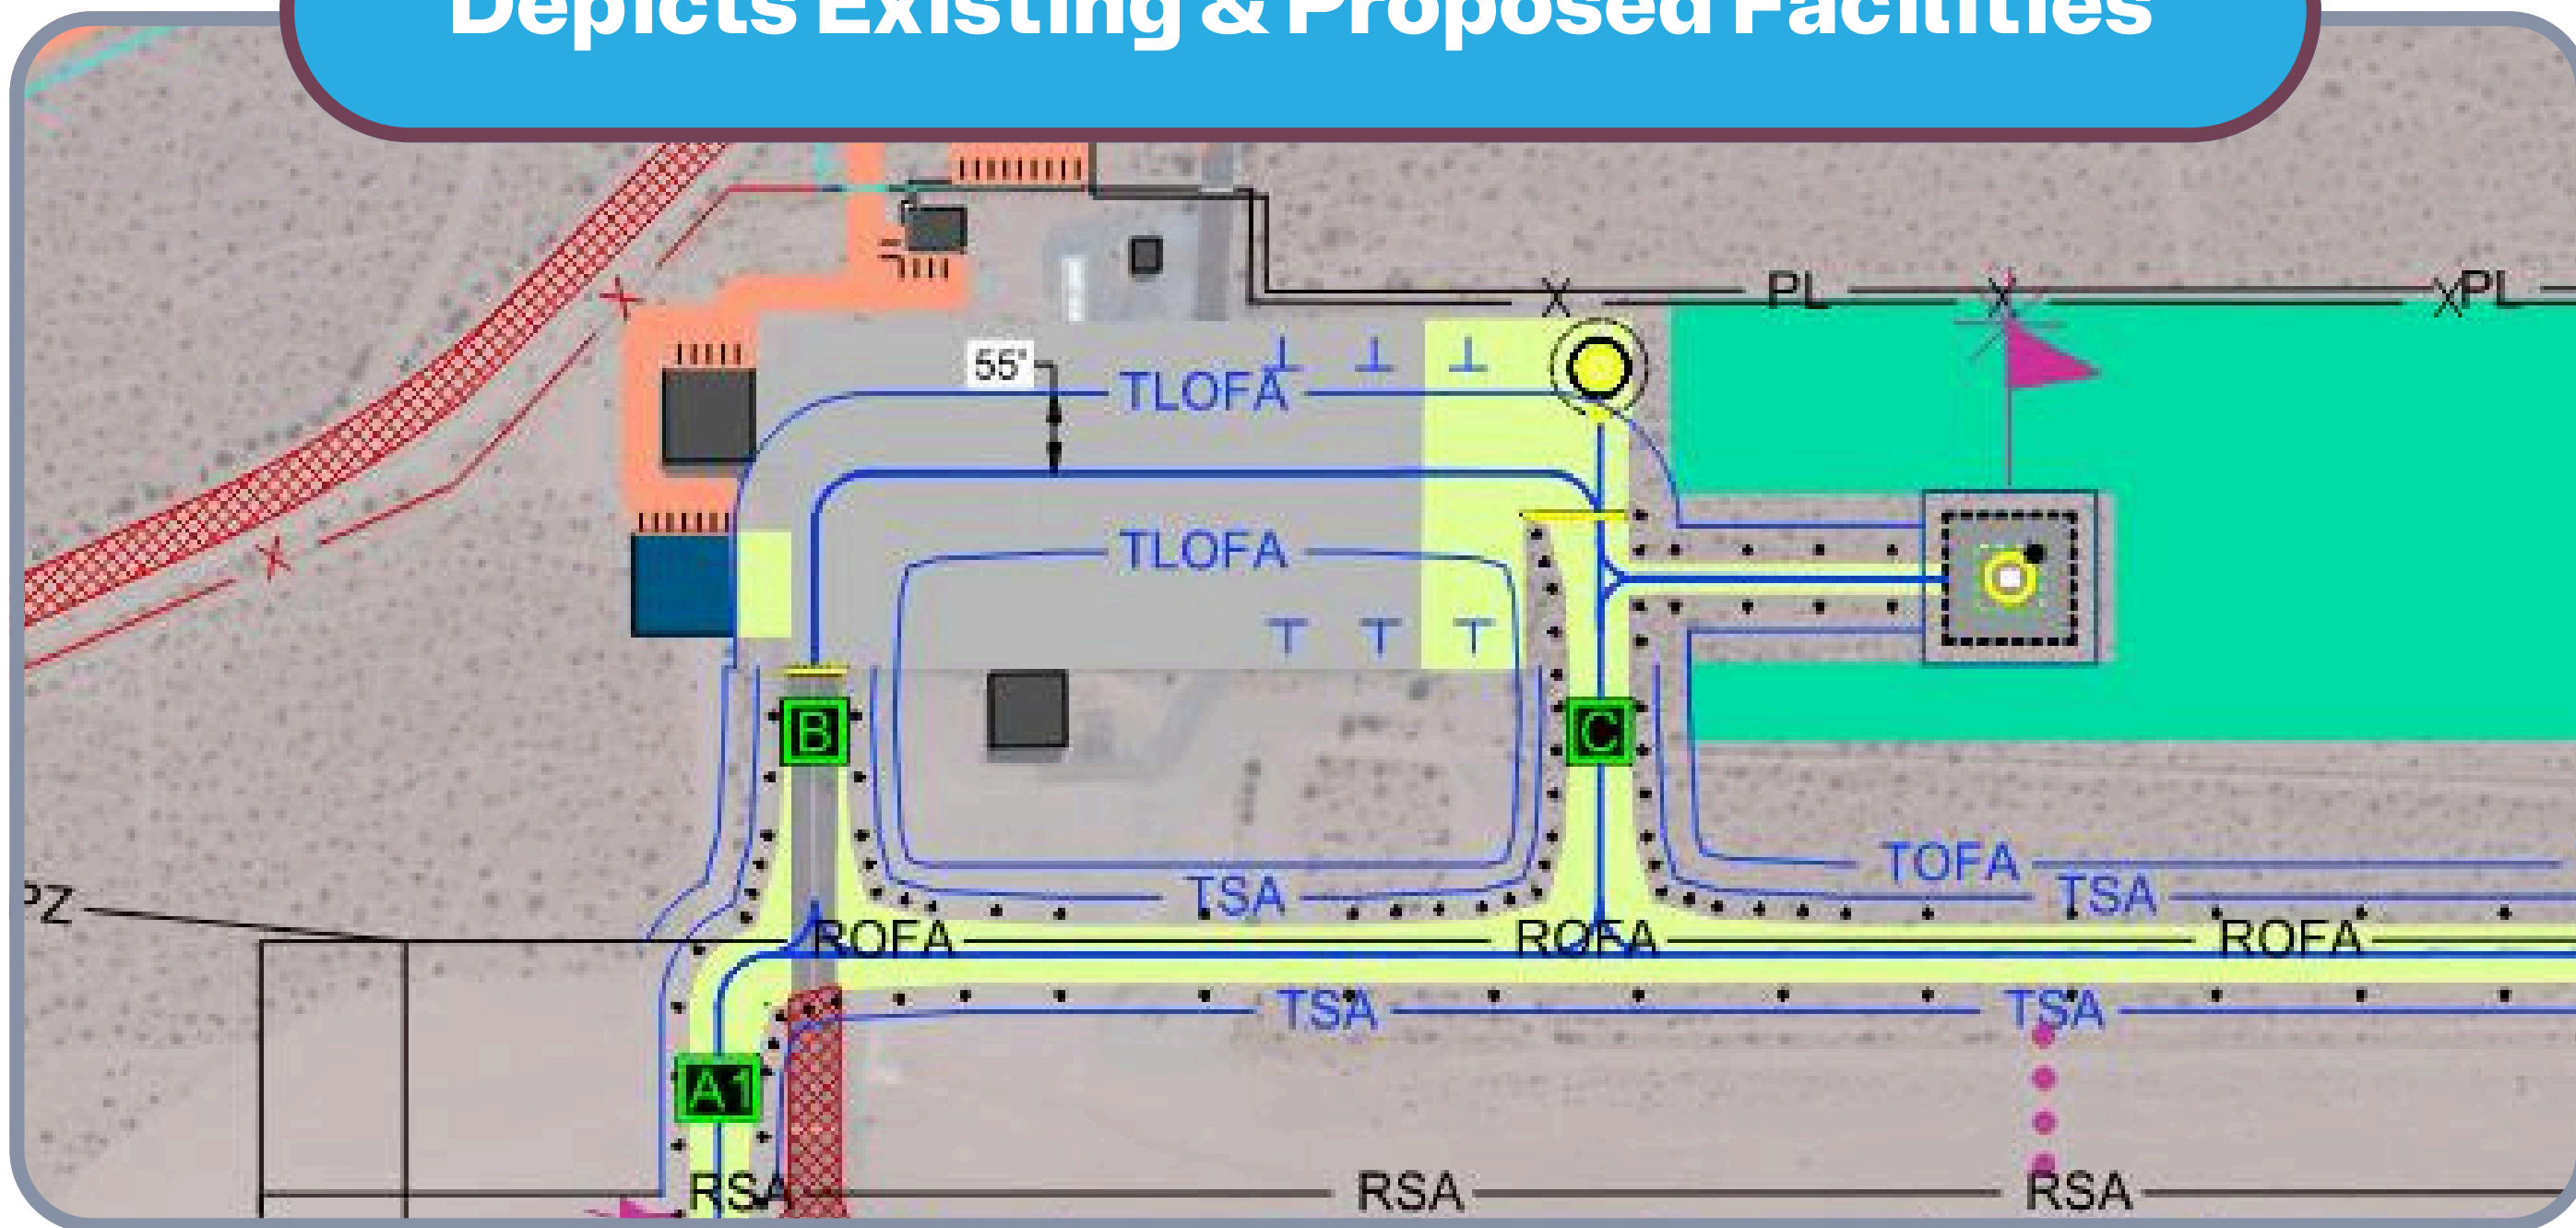 Depicts Existing & Proposed Facilities
X PL X X PL
X
55'
TLOFA
X
TLOFA
B C
TOFA
TSA TSA
PZ
ROFA ROFA ROFA
TSA TSA
A1
RSA RSA RSA